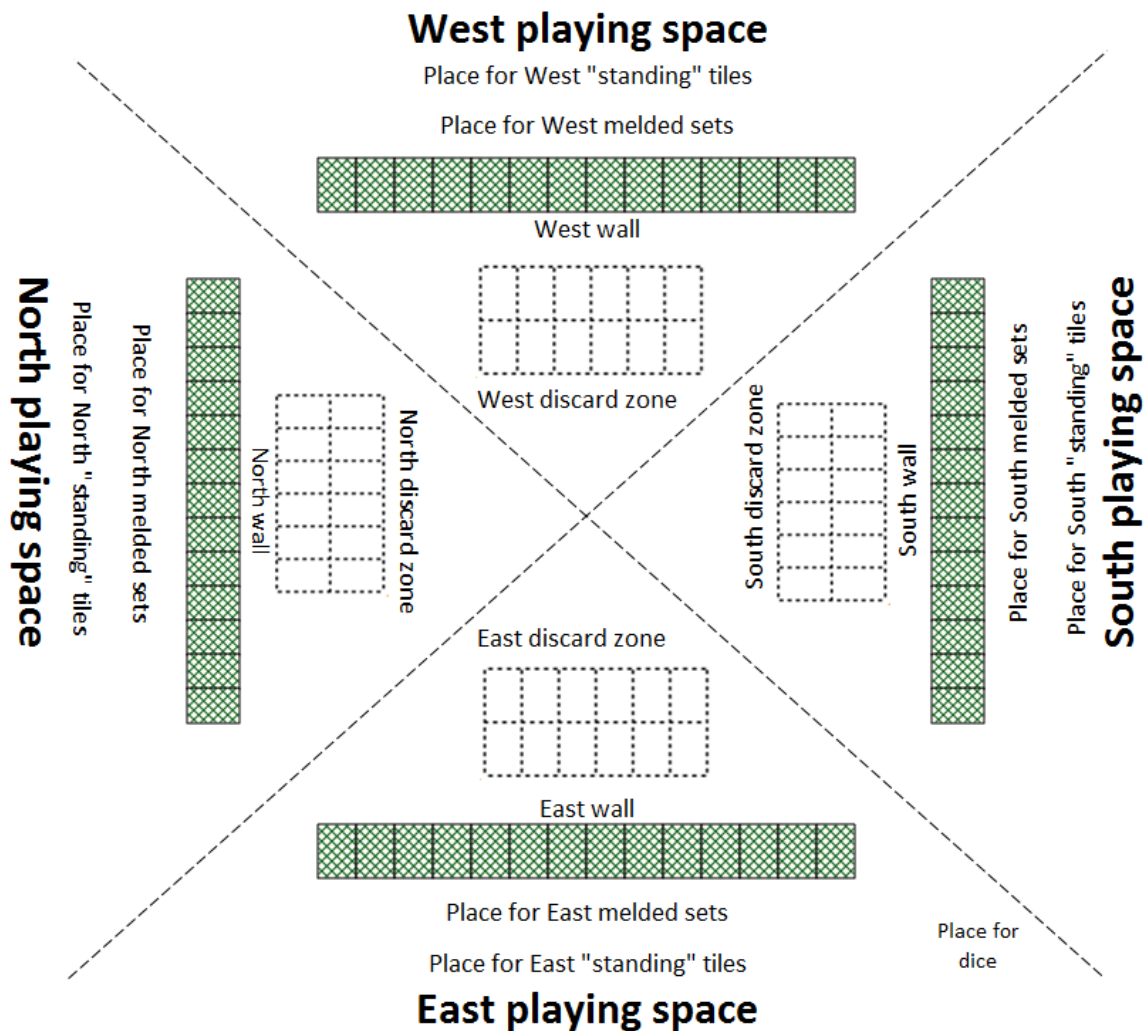 West playing space
Place for West "standing" tiles
Place for West melded sets
West wall
West discard zone
North playing space
Place for North "standing" tiles
Place for North melded sets
North wall
North discard zone
South discard zone
South wall
Place for South melded sets
Place for South "standing" tiles
South playing space
East discard zone
East wall
Place for East melded sets
Place for East "standing" tiles
East playing space
Place for
dice